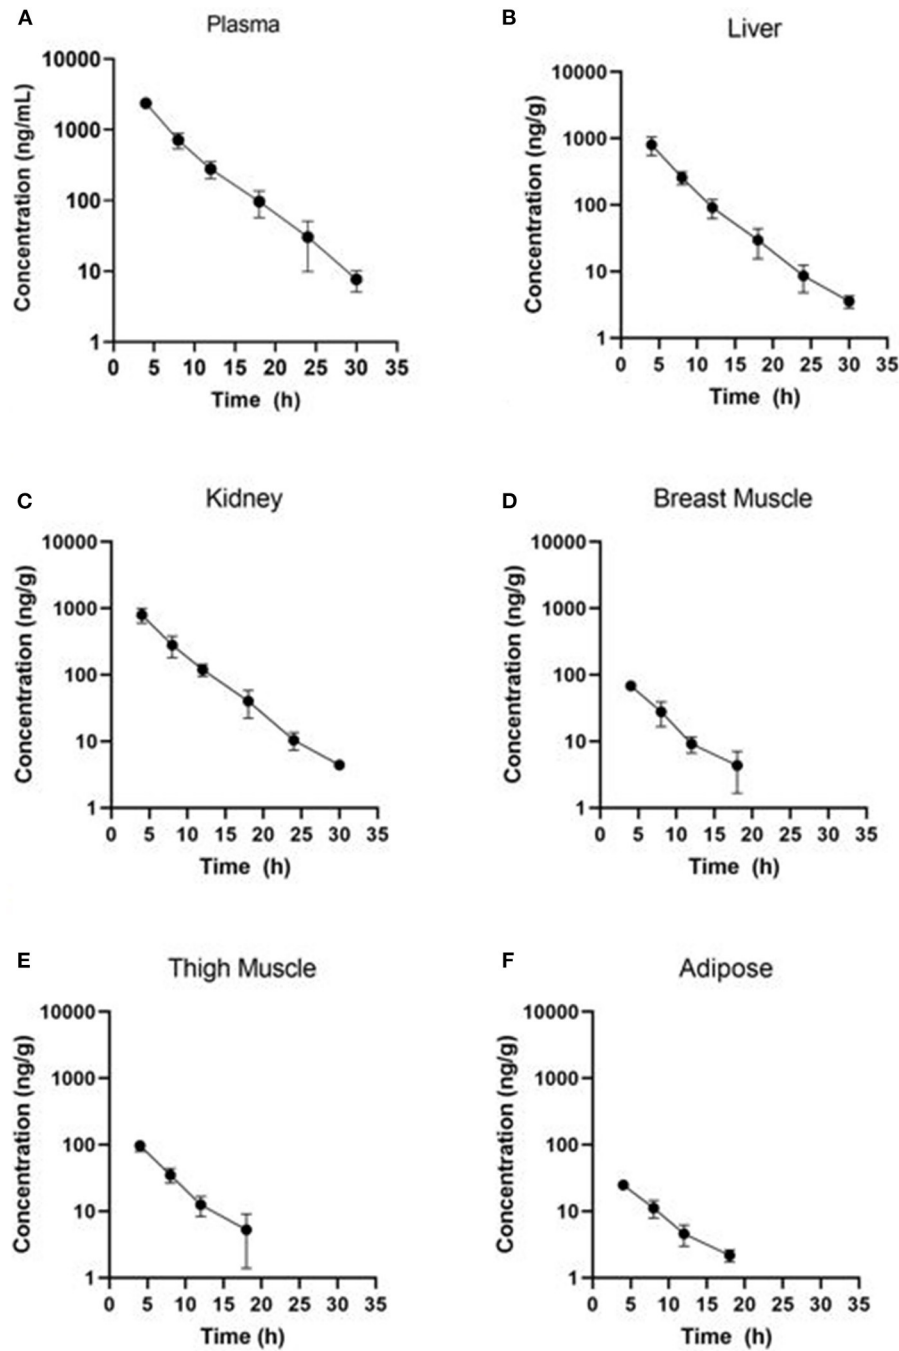 A
Plasma
Concentration (ng/mL)
10000
1000
100
10
1
0 5 10 15 20 25 30 35
Time (h)
B
Liver
Concentration (ng/g)
10000
1000
100
10
1
0 5 10 15 20 25 30 35
Time (h)
C
Kidney
Concentration (ng/g)
10000
1000
100
10
1
0 5 10 15 20 25 30 35
Time (h)
D
Breast Muscle
Concentration (ng/g)
10000
1000
100
10
1
0 5 10 15 20 25 30 35
Time (h)
E
Thigh Muscle
Concentration (ng/g)
10000
1000
100
10
1
0 5 10 15 20 25 30 35
Time (h)
F
Adipose
Concentration (ng/g)
10000
1000
100
10
1
0 5 10 15 20 25 30 35
Time (h)